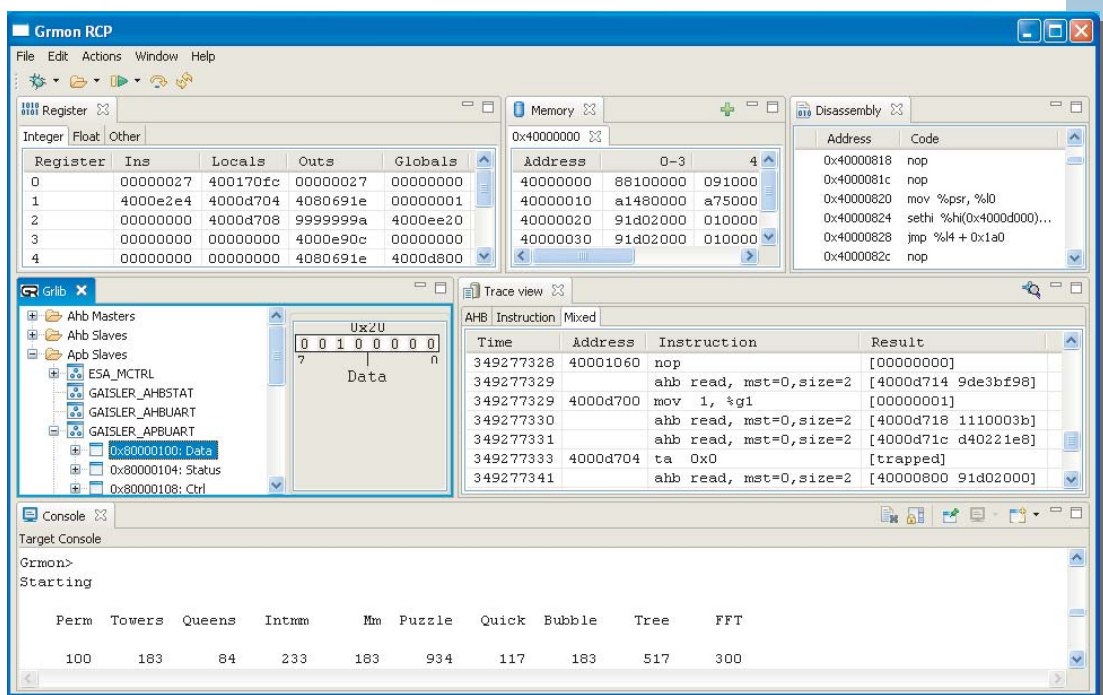 Grmon RCP
File Edit Actions Window Help
Register
Integer Float Other
Register Ins Locals Outs Globals
0 00000027 400170fc 00000027 00000000
1 4000e2e4 4000d704 4080691e 00000001
2 00000000 4000d708 9999999a 4000ee20
3 00000000 00000000 4000e90c 00000000
4 00000000 00000000 4080691e 4000d800
Memory
0x40000000
Address 0-3 4
40000000 88100000 091000
40000010 a1480000 a75000
40000020 91d02000 010000
40000030 91d02000 010000
Disassembly
Address Code
0x40000818 nop
0x4000081c nop
0x40000820 mov %psr, %l0
0x40000824 sethi %hi(0x4000d000)...
0x40000828 jmp %l4 + 0x1a0
0x4000082c nop
Grlib
Ahb Masters
Ahb Slaves
Apb Slaves
ESA_MCTRL
GAISLER_AHBSTAT
GAISLER_AHBUART
GAISLER_APBUART
0x80000100: Data
0x80000104: Status
0x80000108: Ctrl
0x20
0 0 1 0 0 0 0 0
7 0
Data
Trace view
AHB Instruction Mixed
Time Address Instruction Result
349277328 40001060 nop [00000000]
349277329 ahb read, mst=0,size=2 [4000d714 9de3bf98]
349277329 4000d700 mov 1, %g1 [00000001]
349277330 ahb read, mst=0,size=2 [4000d718 1110003b]
349277331 ahb read, mst=0,size=2 [4000d71c d40221e8]
349277333 4000d704 ta 0x0 [trapped]
349277341 ahb read, mst=0,size=2 [40000800 91d02000]
Console
Target Console
Grmon>
Starting
Perm Towers Queens Intmm Mm Puzzle Quick Bubble Tree FFT
100 183 84 233 183 934 117 183 517 300